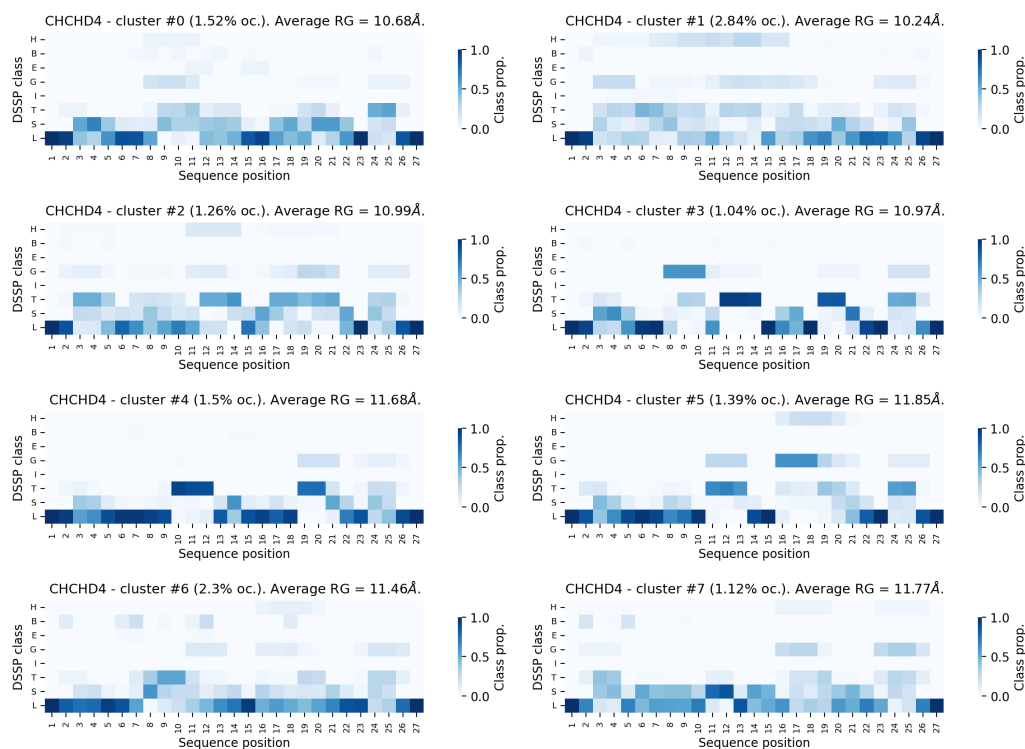 CHCHD4 - cluster #0 (1.52% oc.). Average RG = 10.68Å.
DSSP class
H
B
E
G
I
T
S
L
1 2 3 4 5 6 7 8 9 10 11 12 13 14 15 16 17 18 19 20 21 22 23 24 25 26 27
Sequence position
1.0
0.5
0.0
Class prop.
CHCHD4 - cluster #1 (2.84% oc.). Average RG = 10.24Å.
DSSP class
H
B
E
G
I
T
S
L
1 2 3 4 5 6 7 8 9 10 11 12 13 14 15 16 17 18 19 20 21 22 23 24 25 26 27
Sequence position
1.0
0.5
0.0
Class prop.
CHCHD4 - cluster #2 (1.26% oc.). Average RG = 10.99Å.
DSSP class
H
B
E
G
I
T
S
L
1 2 3 4 5 6 7 8 9 10 11 12 13 14 15 16 17 18 19 20 21 22 23 24 25 26 27
Sequence position
1.0
0.5
0.0
Class prop.
CHCHD4 - cluster #3 (1.04% oc.). Average RG = 10.97Å.
DSSP class
H
B
E
G
I
T
S
L
1 2 3 4 5 6 7 8 9 10 11 12 13 14 15 16 17 18 19 20 21 22 23 24 25 26 27
Sequence position
1.0
0.5
0.0
Class prop.
CHCHD4 - cluster #4 (1.5% oc.). Average RG = 11.68Å.
DSSP class
H
B
E
G
I
T
S
L
1 2 3 4 5 6 7 8 9 10 11 12 13 14 15 16 17 18 19 20 21 22 23 24 25 26 27
Sequence position
1.0
0.5
0.0
Class prop.
CHCHD4 - cluster #5 (1.39% oc.). Average RG = 11.85Å.
DSSP class
H
B
E
G
I
T
S
L
1 2 3 4 5 6 7 8 9 10 11 12 13 14 15 16 17 18 19 20 21 22 23 24 25 26 27
Sequence position
1.0
0.5
0.0
Class prop.
CHCHD4 - cluster #6 (2.3% oc.). Average RG = 11.46Å.
DSSP class
H
B
E
G
I
T
S
L
1 2 3 4 5 6 7 8 9 10 11 12 13 14 15 16 17 18 19 20 21 22 23 24 25 26 27
Sequence position
1.0
0.5
0.0
Class prop.
CHCHD4 - cluster #7 (1.12% oc.). Average RG = 11.77Å.
DSSP class
H
B
E
G
I
T
S
L
1 2 3 4 5 6 7 8 9 10 11 12 13 14 15 16 17 18 19 20 21 22 23 24 25 26 27
Sequence position
1.0
0.5
0.0
Class prop.